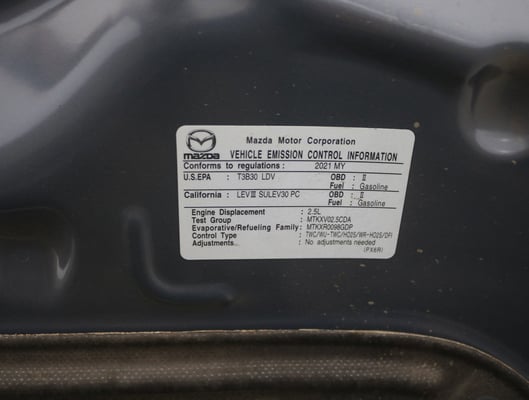 Mazda Motor Corporation
mazda VEHICLE EMISSION CONTROL INFORMATION
Conforms to regulations : 2021 MY
U.S.EPA : T3B30 LDV OBD : II
Fuel : Gasoline
California : LEVIII SULEV30 PC OBD : II
Fuel : Gasoline
Engine Displacement : 2.5L
Test Group : MTKXV02.5CDA
Evaporative/Refueling Family: MTKXR0098GDP
Control Type : TWC/WU-TWC/HO2S/WR-HO2S/DFI
Adjustments : No adjustments needed
(PX6R)